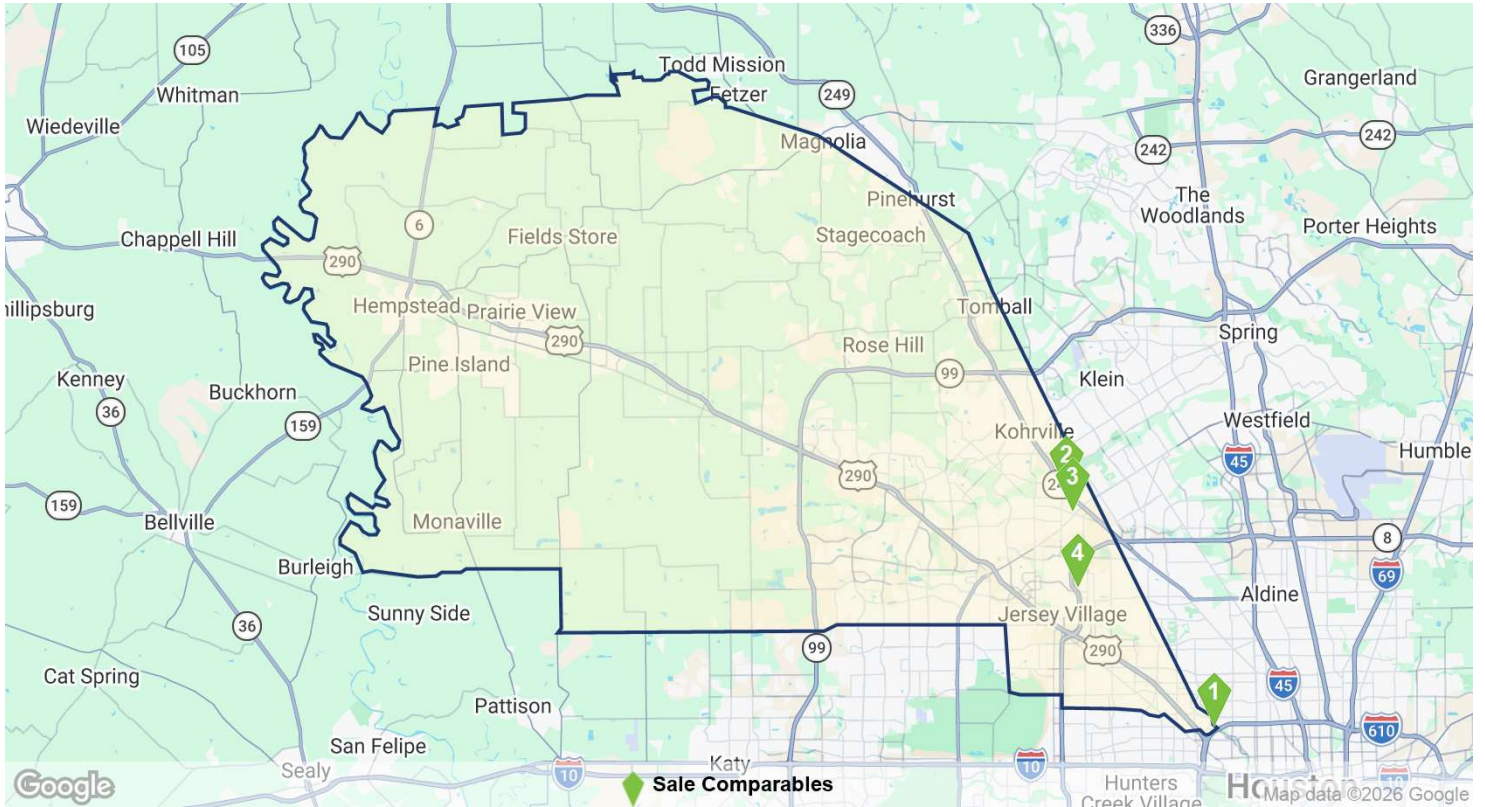 336
105
Todd Mission
Grangerland
Whitman
Fetzer
249
Wiedeville
242
Magnolia
242
The
Woodlands
Pinehurst
6
Stagecoach
Porter Heights
Chappell Hill
290
Fields Store
Hempstead
Prairie View
Tomball
hillipsburg
Spring
290
Rose Hill
Pine Island
99
Klein
Kenney
Buckhorn
36
159
Westfield
Kohrville
45
Humble
2
290
3
159
Monaville
Bellville
8
4
Burleigh
69
Aldine
Sunny Side
Jersey Village
36
99
290
Cat Spring
45
1
Pattison
610
San Felipe
Katy
Sealy
10
10
Hunters
Creek Village
Houston
10
Google
Sale Comparables
Map data ©2026 Google